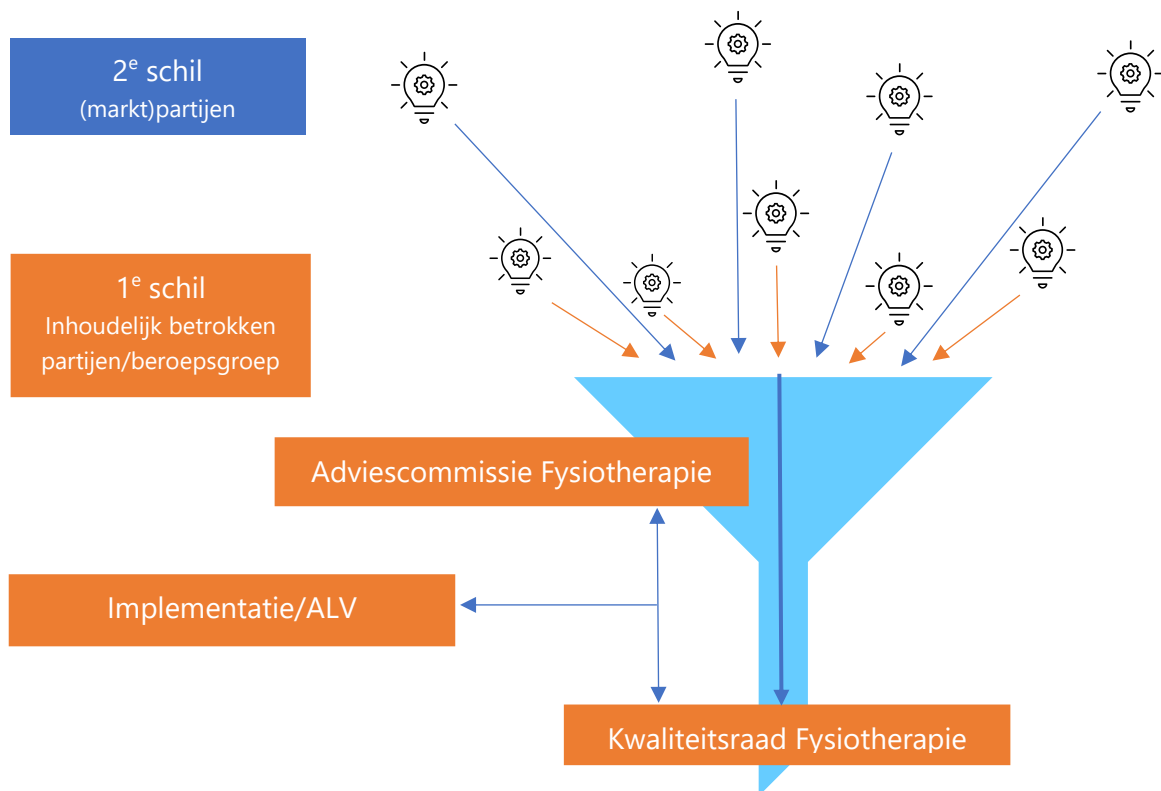 2ᵉ schil
(markt)partijen
1ᵉ schil
Inhoudelijk betrokken
partijen/beroepsgroep
Adviescommissie Fysiotherapie
Implementatie/ALV
Kwaliteitsraad Fysiotherapie